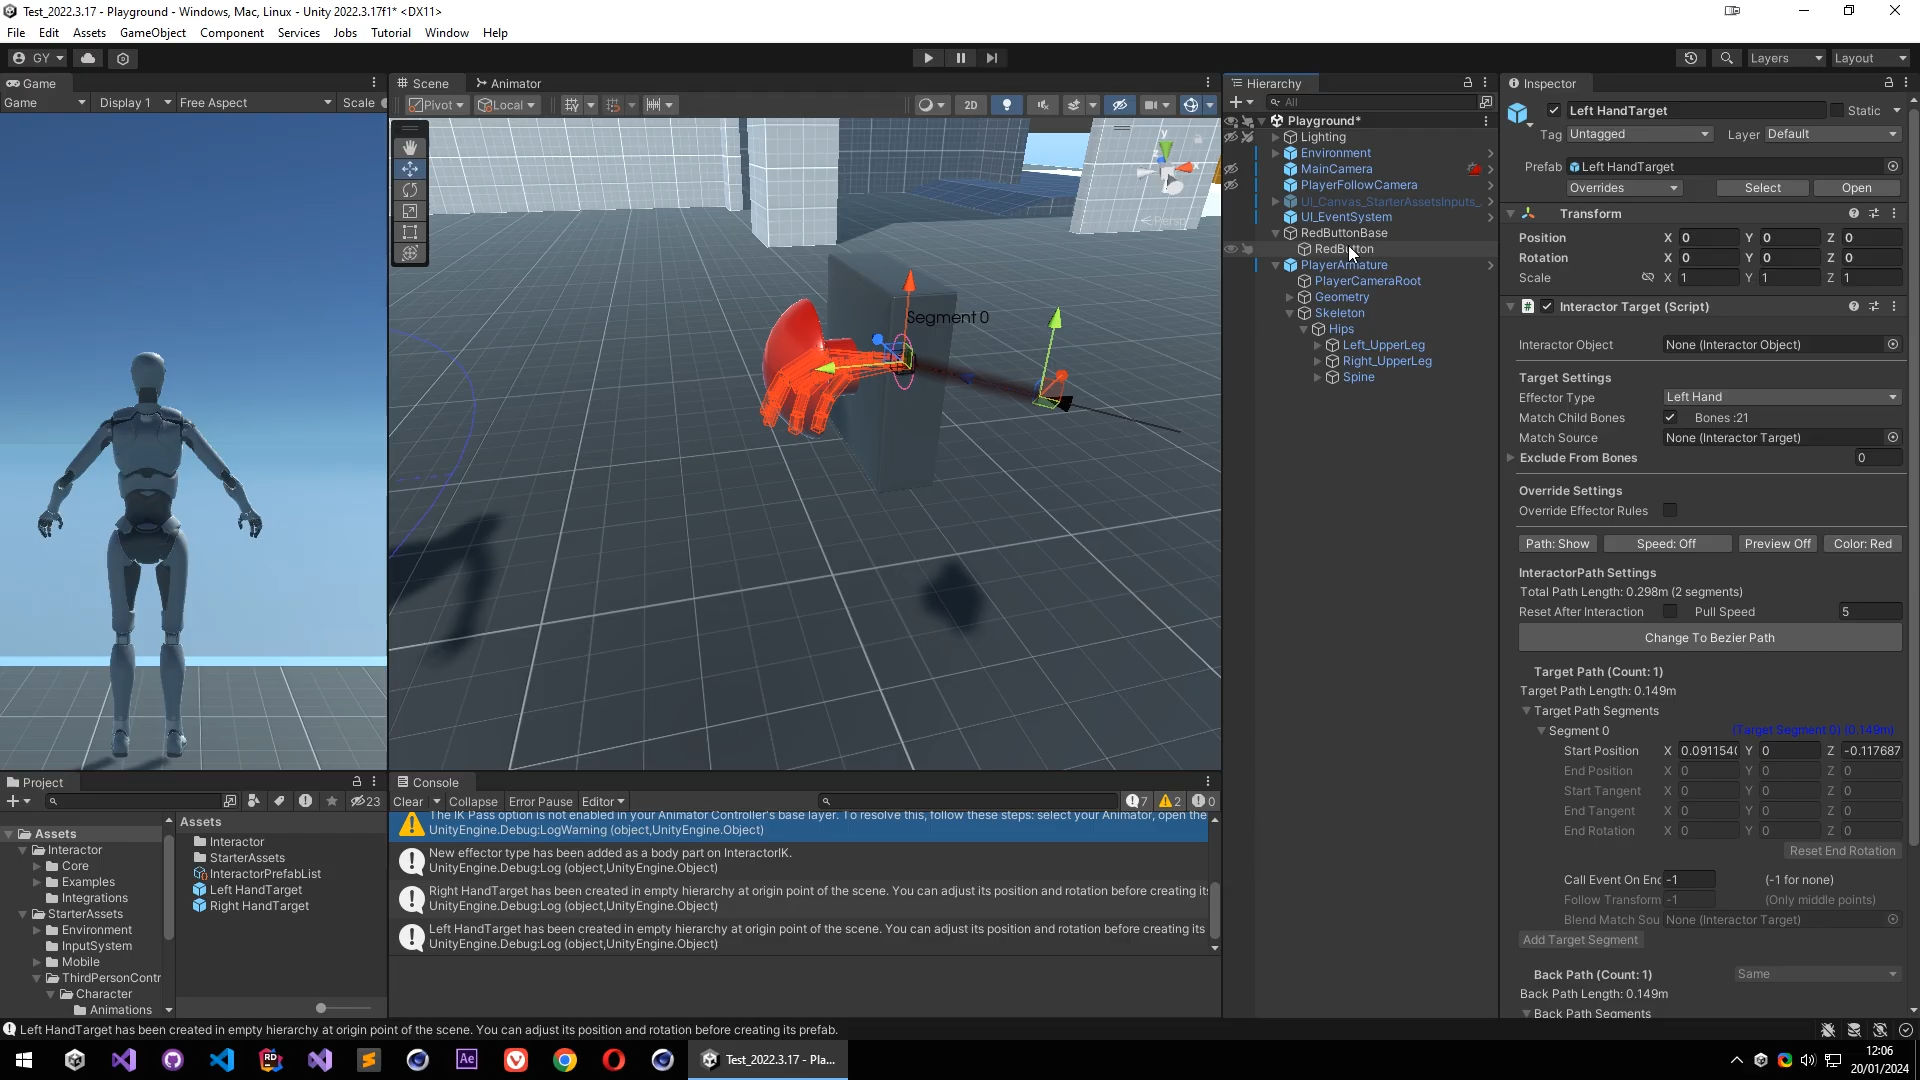 Test_2022.3.17 - Playground - Windows, Mac, Linux - Unity 2022.3.17f1* <DX11>
File Edit Assets GameObject Component Services Jobs Tutorial Window Help
GY
Layers
Layout
Game
Game
Display 1
Free Aspect
Scale
Scene
Animator
Pivot
Local
2D
y
Persp
Segment 0
Hierarchy
All
Playground*
Lighting
Environment
MainCamera
PlayerFollowCamera
UI_Canvas_StarterAssetsInputs_
UI_EventSystem
RedButtonBase
RedButton
PlayerArmature
PlayerCameraRoot
Geometry
Skeleton
Hips
Left_UpperLeg
Right_UpperLeg
Spine
Inspector
Left HandTarget
Static
Tag Untagged
Layer Default
Prefab Left HandTarget
Overrides Select Open
Transform
Position X 0 Y 0 Z 0
Rotation X 0 Y 0 Z 0
Scale X 1 Y 1 Z 1
Interactor Target (Script)
Interactor Object None (Interactor Object)
Target Settings
Effector Type Left Hand
Match Child Bones Bones :21
Match Source None (Interactor Target)
Exclude From Bones 0
Override Settings
Override Effector Rules
Path: Show Speed: Off Preview Off Color: Red
InteractorPath Settings
Total Path Length: 0.298m (2 segments)
Reset After Interaction Pull Speed 5
Change To Bezier Path
Target Path (Count: 1)
Target Path Length: 0.149m
Target Path Segments
Segment 0 (Target Segment 0) (0.149m)
Start Position X 0.091154( Y 0 Z -0.117687
End Position X 0 Y 0 Z 0
Start Tangent X 0 Y 0 Z 0
End Tangent X 0 Y 0 Z 0
End Rotation X 0 Y 0 Z 0
Reset End Rotation
Call Event On End -1 (-1 for none)
Follow Transform -1 (Only middle points)
Blend Match Sou None (Interactor Target)
Add Target Segment
Back Path (Count: 1) Same
Back Path Length: 0.149m
Back Path Segments
Project
23
Assets
Interactor
Core
Examples
Integrations
StarterAssets
Environment
InputSystem
Mobile
ThirdPersonContr
Character
Animations
Assets
Interactor
StarterAssets
InteractorPrefabList
Left HandTarget
Right HandTarget
Console
Clear Collapse Error Pause Editor
7 2 0
The IK Pass option is not enabled in your Animator Controller's base layer. To resolve this, follow these steps: select your Animator, open the
UnityEngine.Debug:LogWarning (object,UnityEngine.Object)
New effector type has been added as a body part on InteractorIK.
UnityEngine.Debug:Log (object,UnityEngine.Object)
Right HandTarget has been created in empty hierarchy at origin point of the scene. You can adjust its position and rotation before creating its
UnityEngine.Debug:Log (object,UnityEngine.Object)
Left HandTarget has been created in empty hierarchy at origin point of the scene. You can adjust its position and rotation before creating its
UnityEngine.Debug:Log (object,UnityEngine.Object)
Left HandTarget has been created in empty hierarchy at origin point of the scene. You can adjust its position and rotation before creating its prefab.
RD
Ae
Test_2022.3.17 - Pla...
12:06
20/01/2024